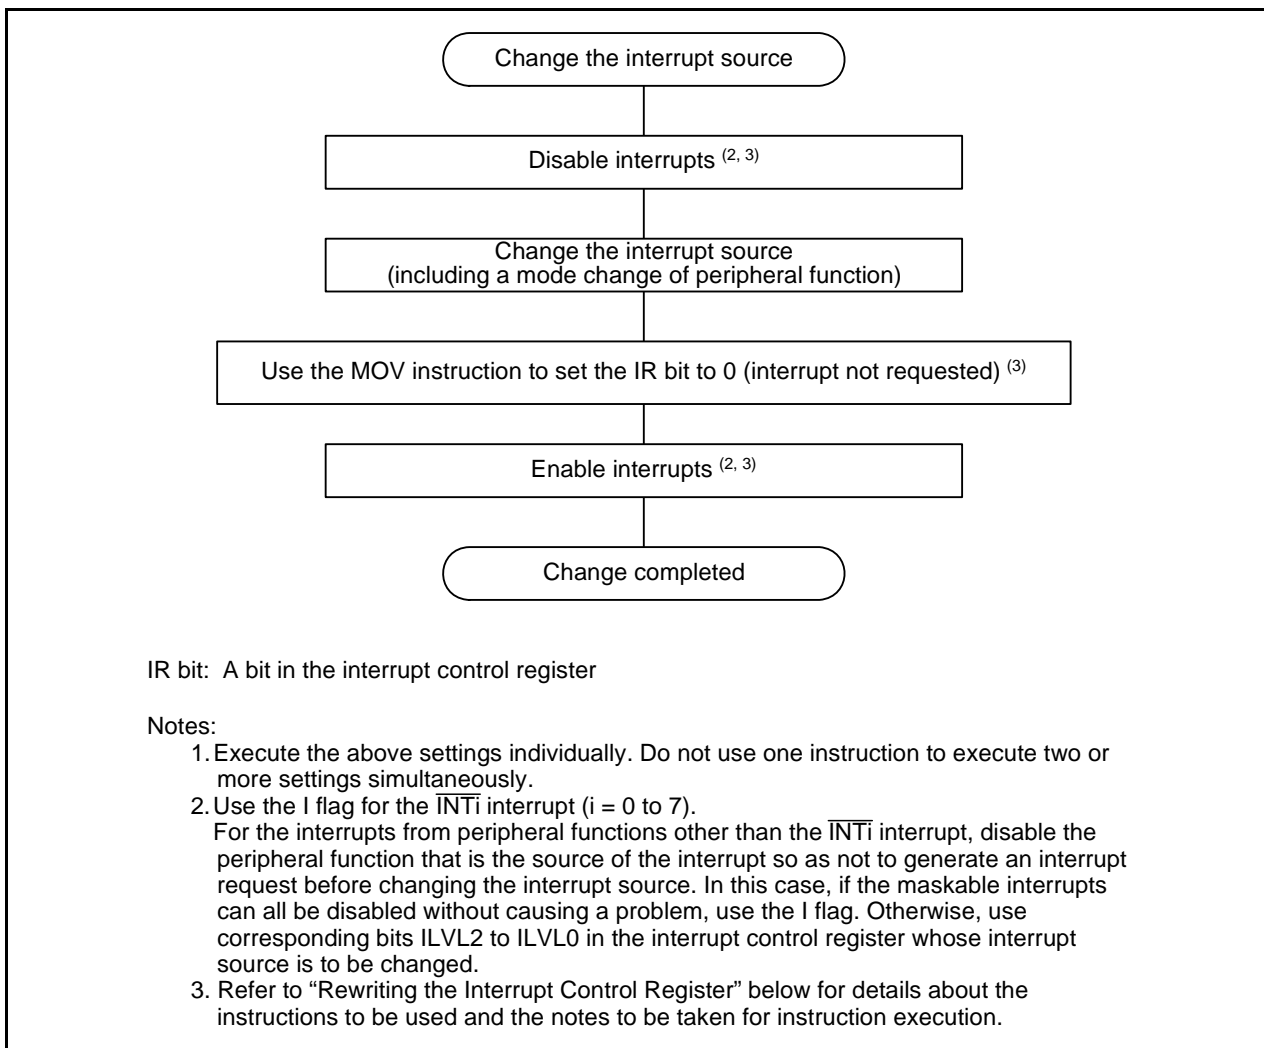 Change the interrupt source
Disable interrupts (2, 3)
Change the interrupt source
(including a mode change of peripheral function)
Use the MOV instruction to set the IR bit to 0 (interrupt not requested) (3)
Enable interrupts (2, 3)
Change completed
IR bit: A bit in the interrupt control register
Notes:
1. Execute the above settings individually. Do not use one instruction to execute two or
more settings simultaneously.
2. Use the I flag for the INTi interrupt (i = 0 to 7).
For the interrupts from peripheral functions other than the INTi interrupt, disable the
peripheral function that is the source of the interrupt so as not to generate an interrupt
request before changing the interrupt source. In this case, if the maskable interrupts
can all be disabled without causing a problem, use the I flag. Otherwise, use
corresponding bits ILVL2 to ILVL0 in the interrupt control register whose interrupt
source is to be changed.
3. Refer to “Rewriting the Interrupt Control Register” below for details about the
instructions to be used and the notes to be taken for instruction execution.